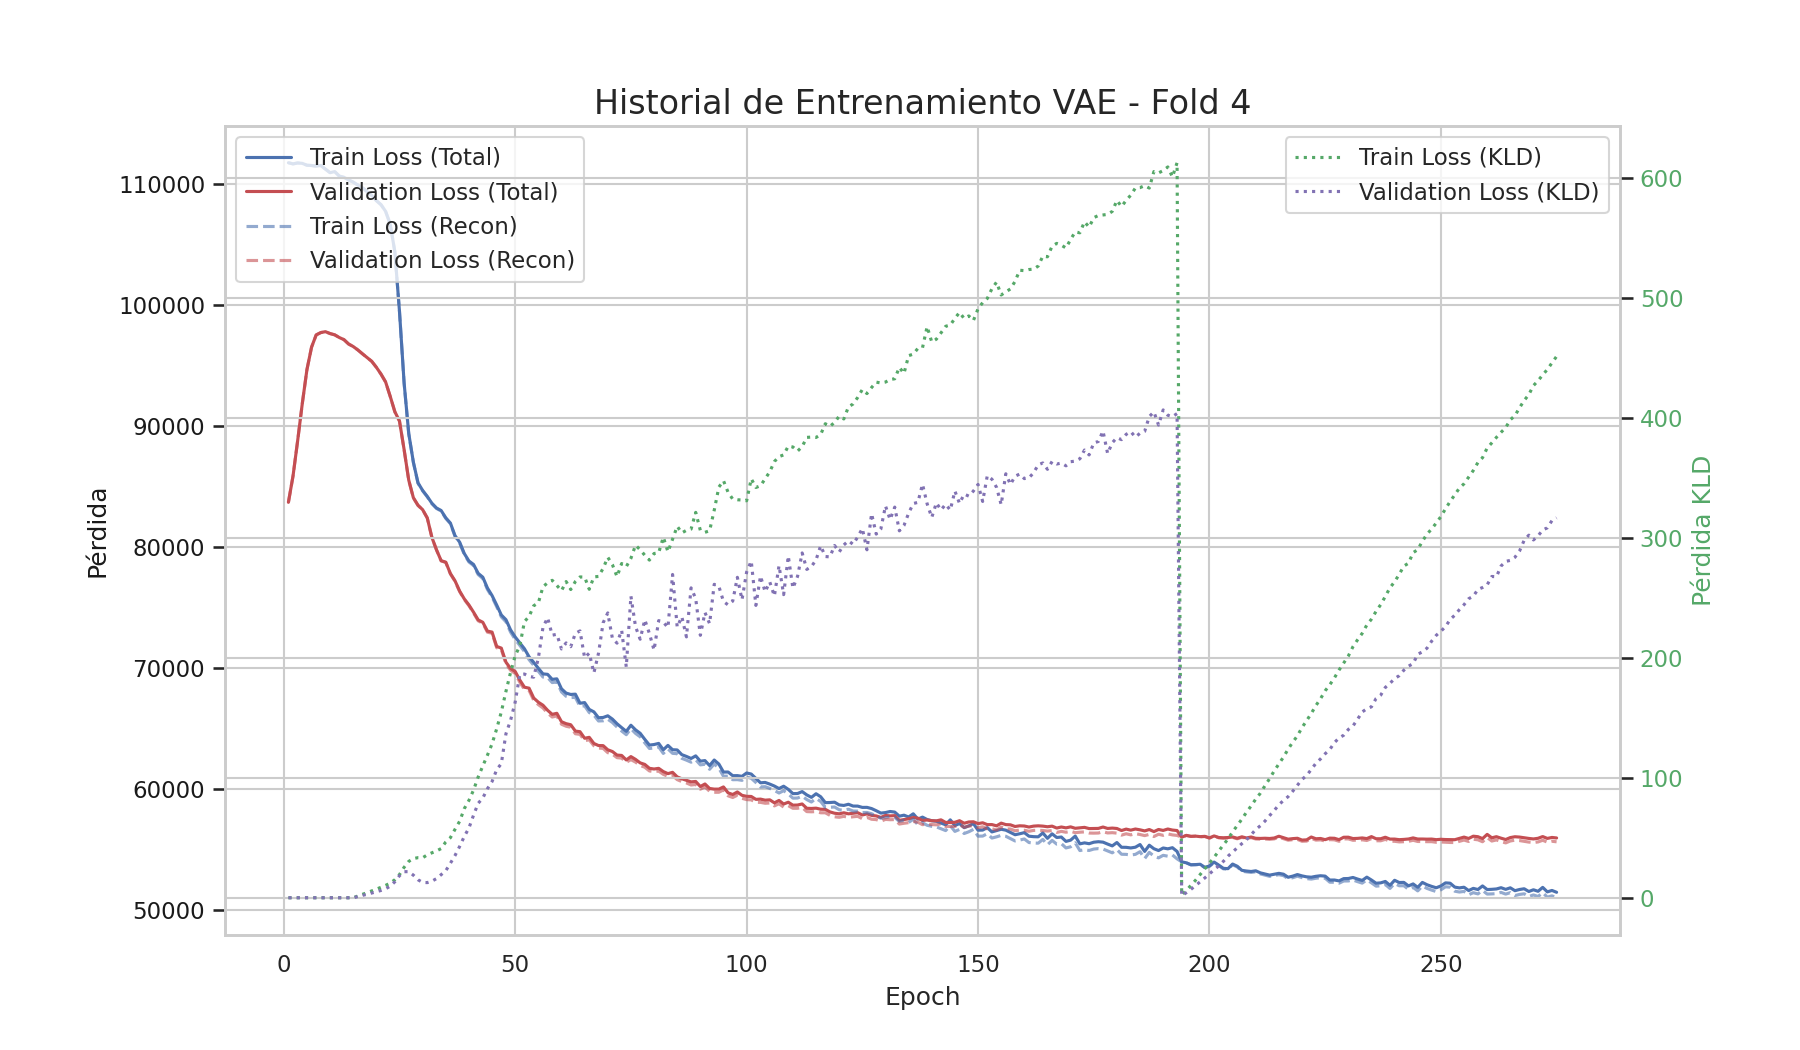 Historial de Entrenamiento VAE - Fold 4
Train Loss (Total)
Validation Loss (Total)
Train Loss (Recon)
Validation Loss (Recon)
Train Loss (KLD)
Validation Loss (KLD)
110000
100000
90000
80000
70000
60000
50000
Pérdida
600
500
400
300
200
100
0
Pérdida KLD
0
50
100
150
200
250
Epoch